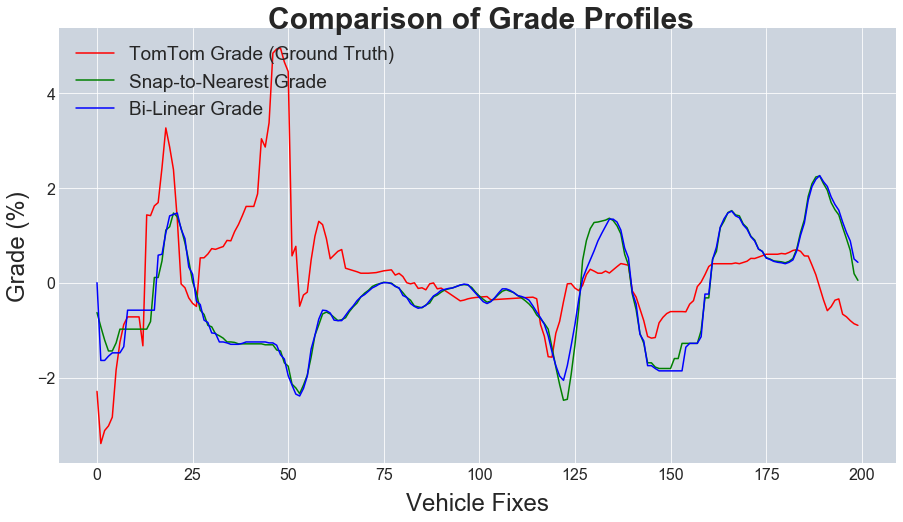 Comparison of Grade Profiles
TomTom Grade (Ground Truth)
Snap-to-Nearest Grade
Bi-Linear Grade
Grade (%)
4
2
0
−2
0 25 50 75 100 125 150 175 200
Vehicle Fixes